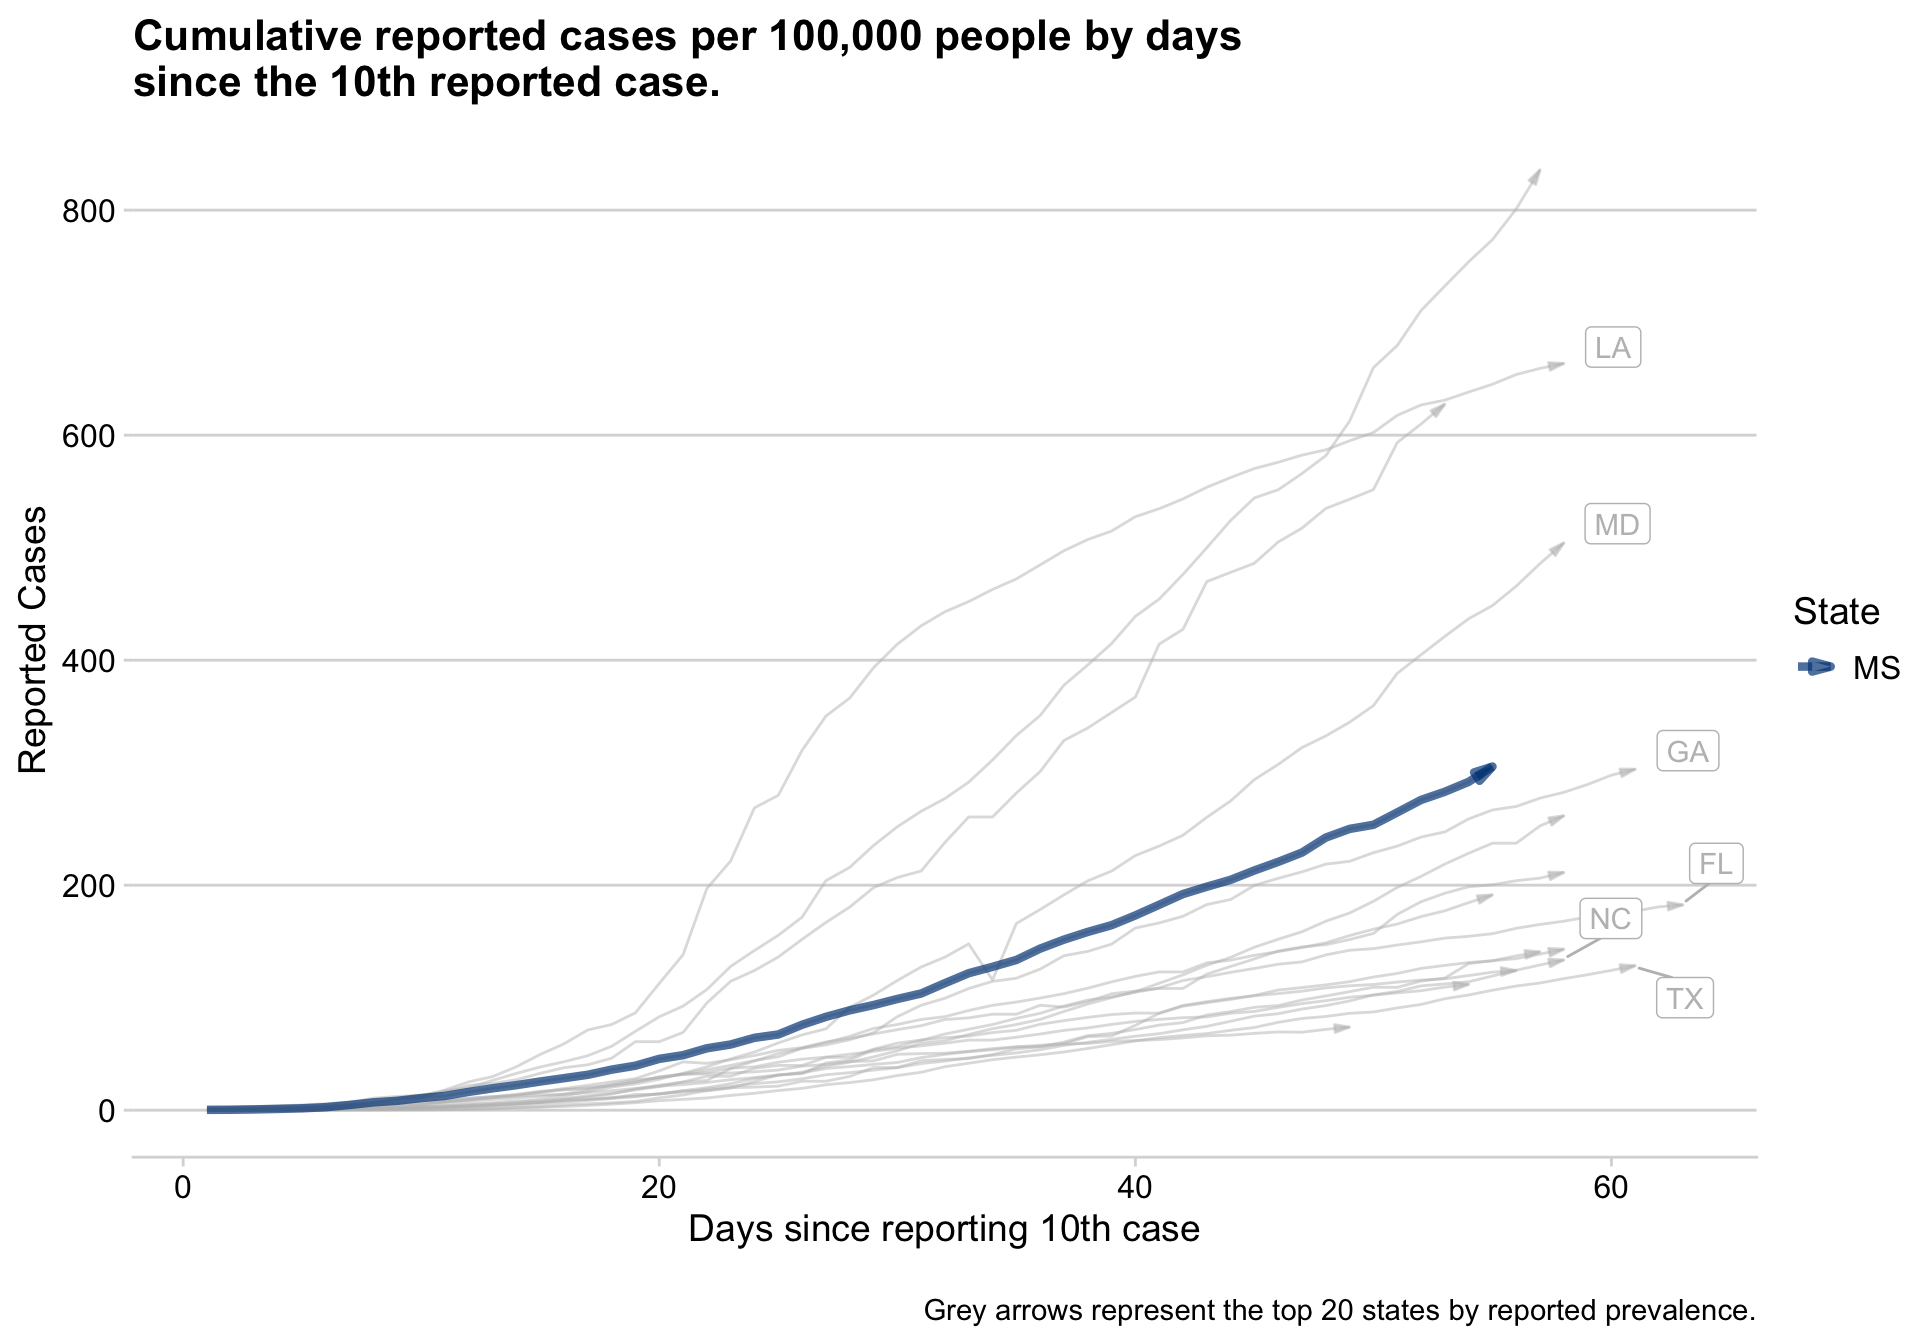 Cumulative reported cases per 100,000 people by days
since the 10th reported case.
800
600
400
200
0
Reported Cases
LA
MD
GA
FL
NC
TX
State
MS
0
20
40
60
Days since reporting 10th case
Grey arrows represent the top 20 states by reported prevalence.